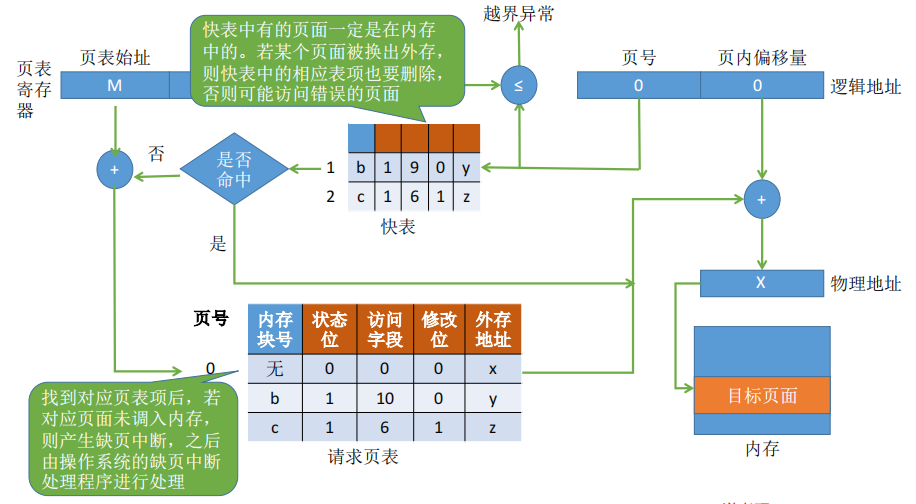 越界异常
快表中有的页面一定是在内存
中的。若某个页面被换出外存，
则快表中的相应表项也要删除，
否则可能访问错误的页面
页表始址
页号
页内偏移量
页表
寄存
器
M
≤
0
0
逻辑地址
+
否
是否
命中
1
b
1
9
0
y
2
c
1
6
1
z
快表
+
是
X
物理地址
页号
内存
块号
状态
位
访问
字段
修改
位
外存
地址
0
无
0
0
0
x
b
1
10
0
y
c
1
6
1
z
请求页表
找到对应页表项后，若
对应页面未调入内存，
则产生缺页中断，之后
由操作系统的缺页中断
处理程序进行处理
目标页面
内存